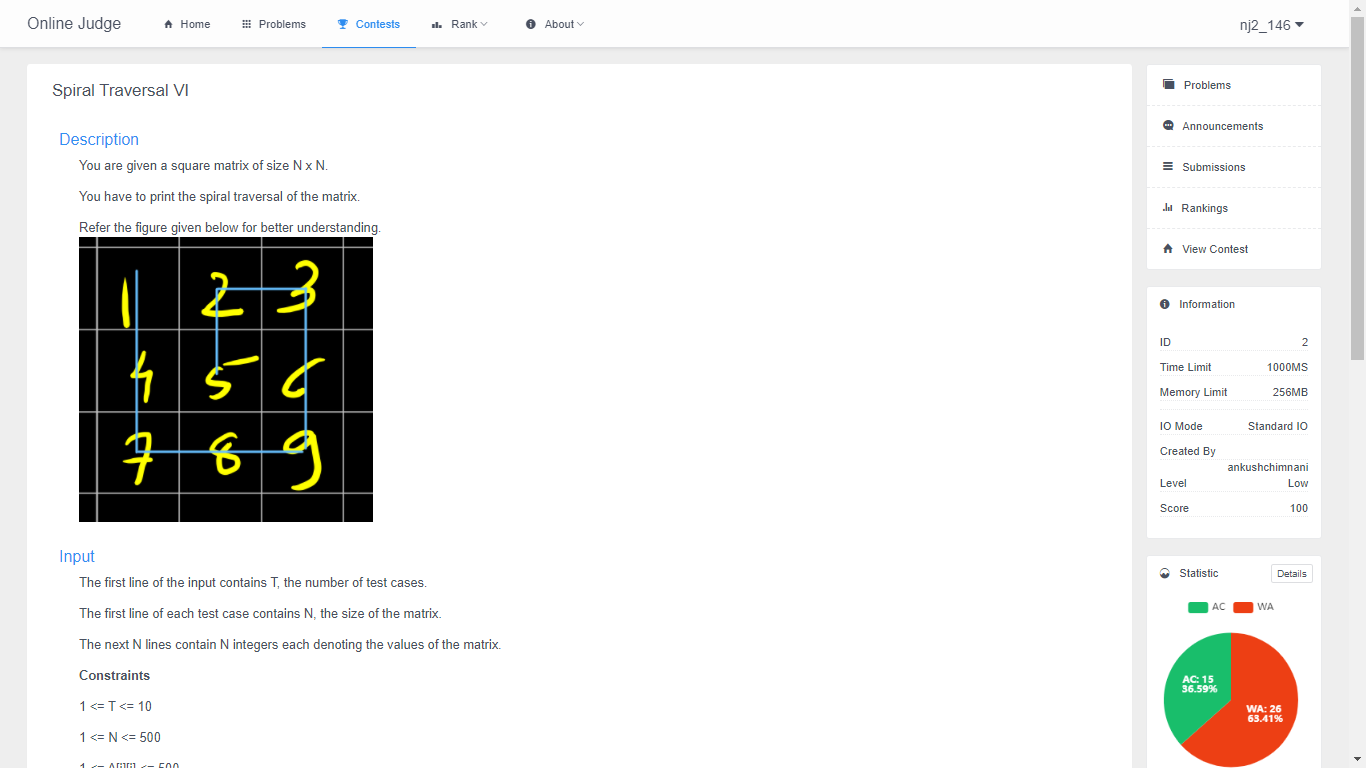 Online Judge
Home
Problems
Contests
Rank
About
nj2_146
Spiral Traversal VI
Description
You are given a square matrix of size N x N.
You have to print the spiral traversal of the matrix.
Refer the figure given below for better understanding.
1 2 3
4 5 6
7 8 9
Input
The first line of the input contains T, the number of test cases.
The first line of each test case contains N, the size of the matrix.
The next N lines contain N integers each denoting the values of the matrix.
Constraints
1 <= T <= 10
1 <= N <= 500
1 <= A[i][j] <= 500
Problems
Announcements
Submissions
Rankings
View Contest
Information
ID 2
Time Limit 1000MS
Memory Limit 256MB
IO Mode Standard IO
Created By
ankushchimnani
Level Low
Score 100
Statistic Details
AC WA
AC: 15
36.59%
WA: 26
63.41%